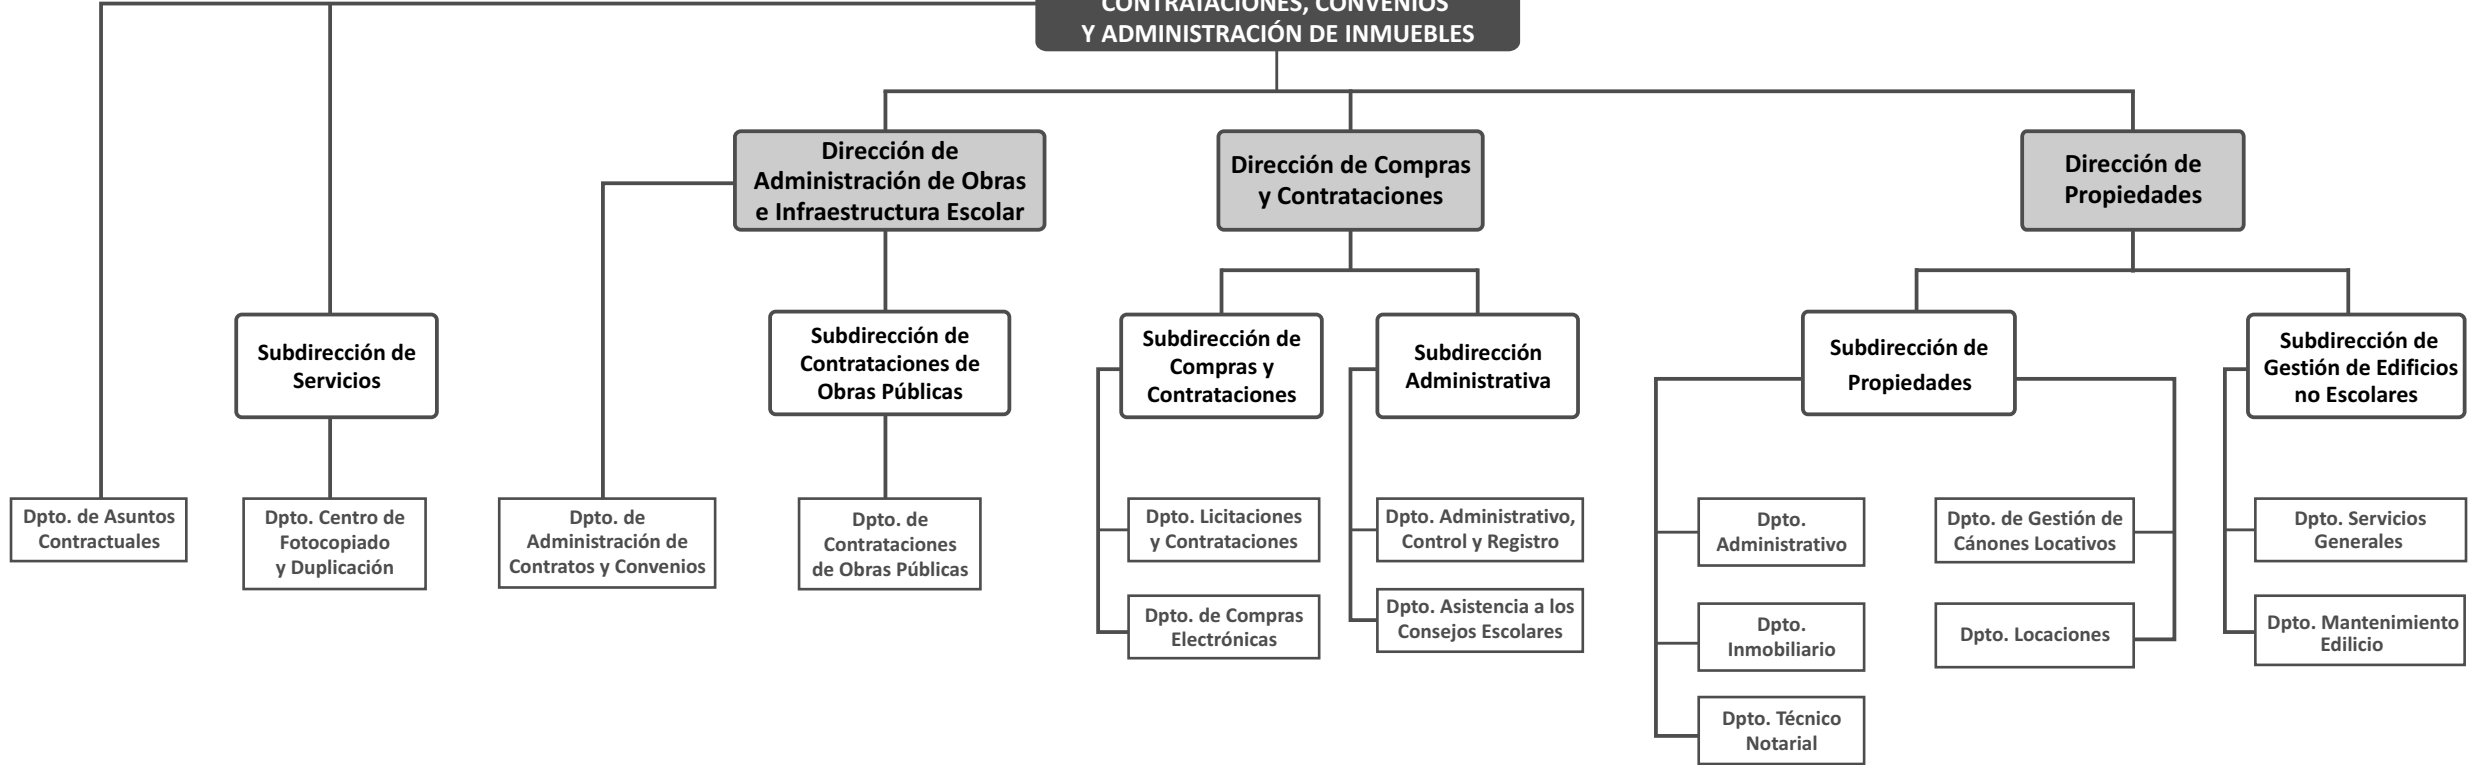 CONTRATACIONES, CONVENIOS
Y ADMINISTRACIÓN DE INMUEBLES
Dirección de
Administración de Obras
e Infraestructura Escolar
Dirección de Compras
y Contrataciones
Dirección de
Propiedades
Subdirección de
Servicios
Subdirección de
Contrataciones de
Obras Públicas
Subdirección de
Compras y
Contrataciones
Subdirección
Administrativa
Subdirección de
Propiedades
Subdirección de
Gestión de Edificios
no Escolares
Dpto. de Asuntos
Contractuales
Dpto. Centro de
Fotocopiado
y Duplicación
Dpto. de
Administración de
Contratos y Convenios
Dpto. de
Contrataciones
de Obras Públicas
Dpto. Licitaciones
y Contrataciones
Dpto. Administrativo,
Control y Registro
Dpto.
Administrativo
Dpto. de Gestión de
Cánones Locativos
Dpto. Servicios
Generales
Dpto. de Compras
Electrónicas
Dpto. Asistencia a los
Consejos Escolares
Dpto.
Inmobiliario
Dpto. Locaciones
Dpto. Mantenimiento
Edilicio
Dpto. Técnico
Notarial